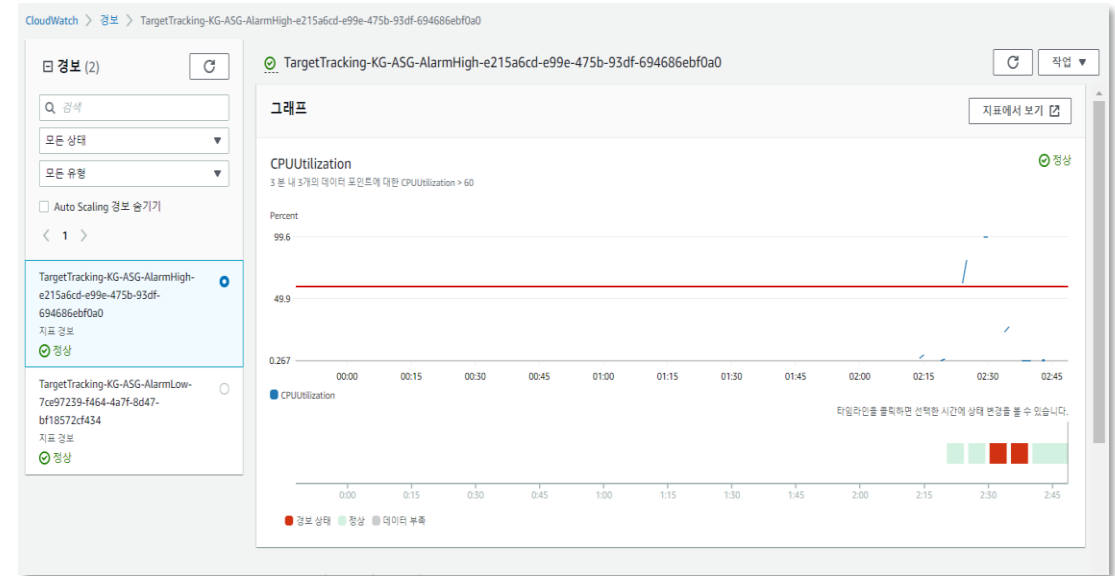 CloudWatch > 경보 > TargetTracking-KG-ASG-AlarmHigh-e215a6cd-e99e-475b-93df-694686ebf0a0
경보 (2)
검색
모든 상태
모든 유형
Auto Scaling 경보 숨기기
< 1 >
TargetTracking-KG-ASG-AlarmHigh-
e215a6cd-e99e-475b-93df-
694686ebf0a0
지표 경보
정상
TargetTracking-KG-ASG-AlarmLow-
7ce97239-f464-4a7f-8d47-
bf18572cf434
지표 경보
정상
TargetTracking-KG-ASG-AlarmHigh-e215a6cd-e99e-475b-93df-694686ebf0a0
작업
그래프
지표에서 보기
CPUUtilization
정상
3 분 내 3개의 데이터 포인트에 대한 CPUUtilization > 60
Percent
99.6
49.9
0.267
00:00 00:15 00:30 00:45 01:00 01:15 01:30 01:45 02:00 02:15 02:30 02:45
CPUUtilization
타임라인을 클릭하면 선택한 시간에 상태 변경을 볼 수 있습니다.
0:00 0:15 0:30 0:45 1:00 1:15 1:30 1:45 2:00 2:15 2:30 2:45
경보 상태 정상 데이터 부족